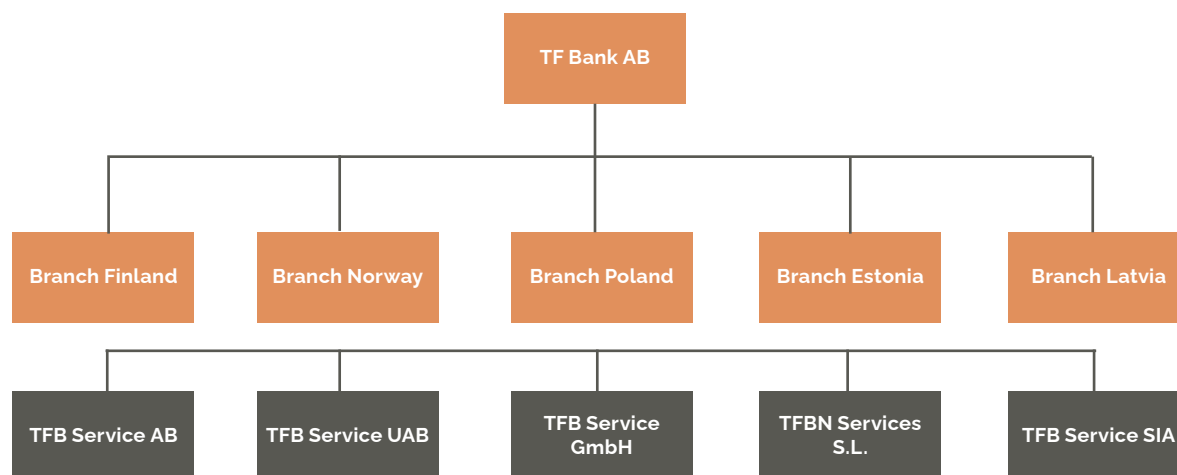 TF Bank AB
Branch Finland
Branch Norway
Branch Poland
Branch Estonia
Branch Latvia
TFB Service AB
TFB Service UAB
TFB Service
GmbH
TFBN Services
S.L.
TFB Service SIA